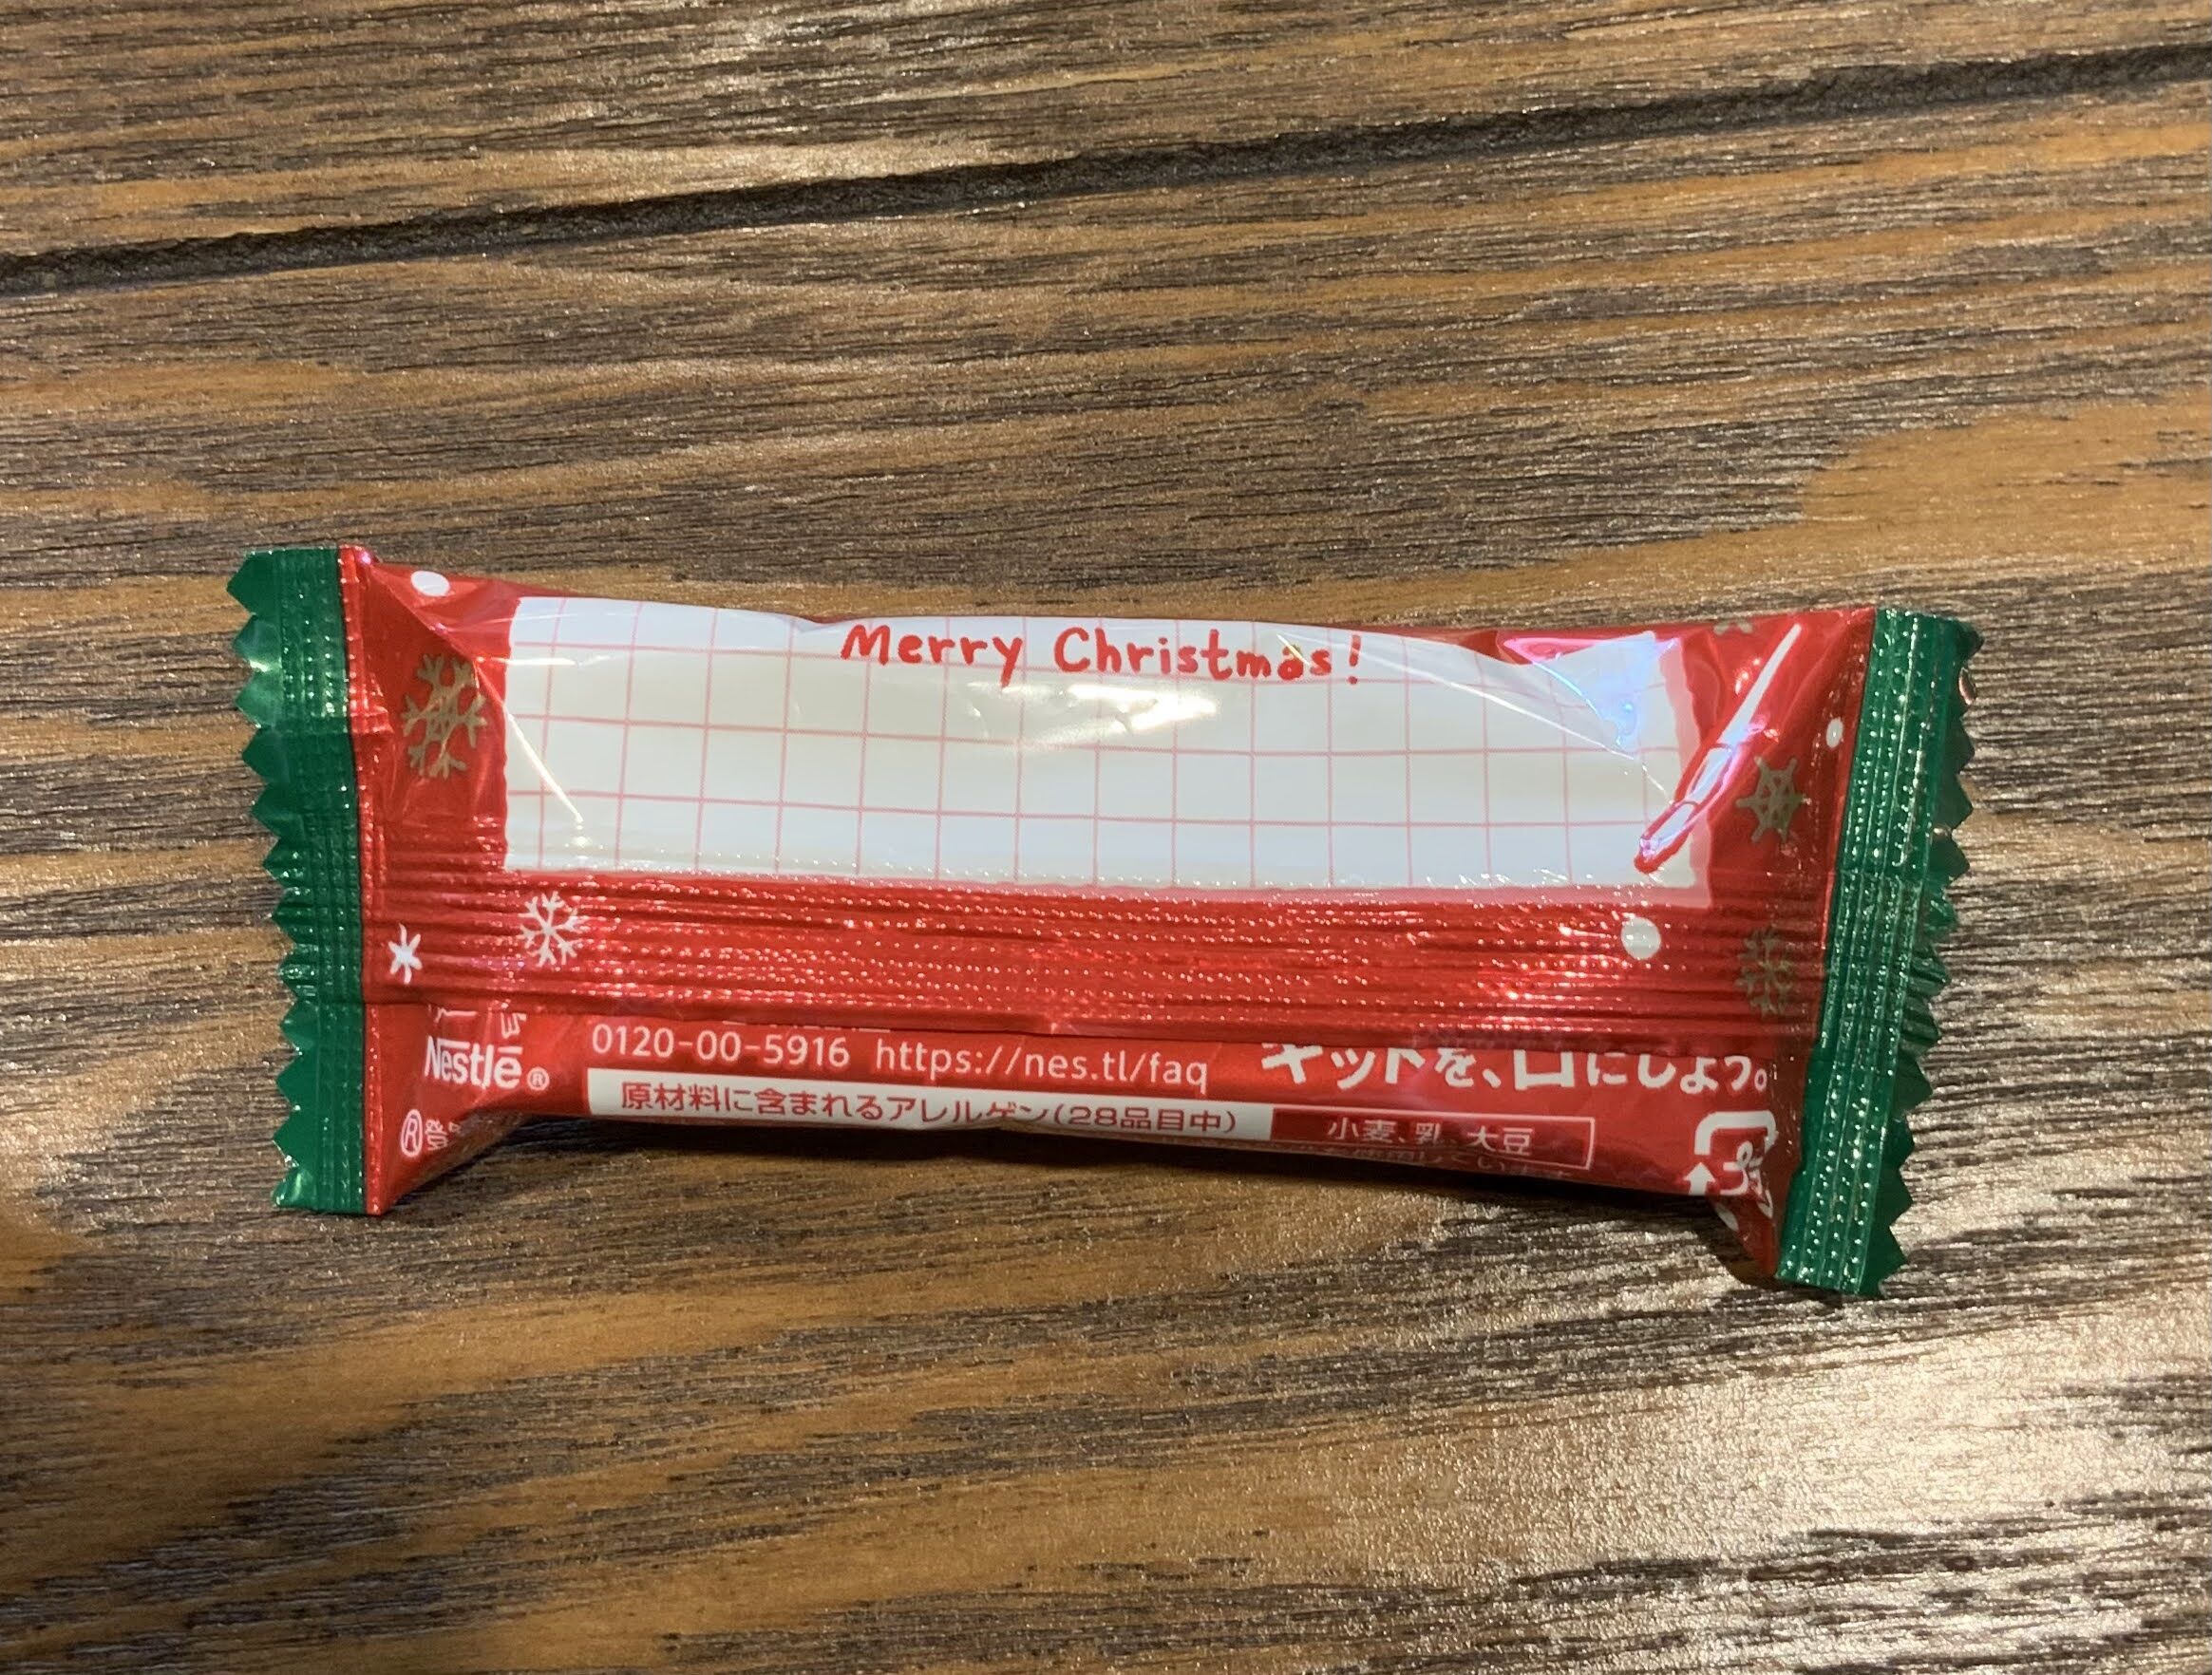 Merry Christmas!
Nestlé®
0120-00-5916 https://nes.tl/faq
キットを、口にしよう。
原材料に含まれるアレルゲン(28品目中) 小麦、乳、大豆
®登